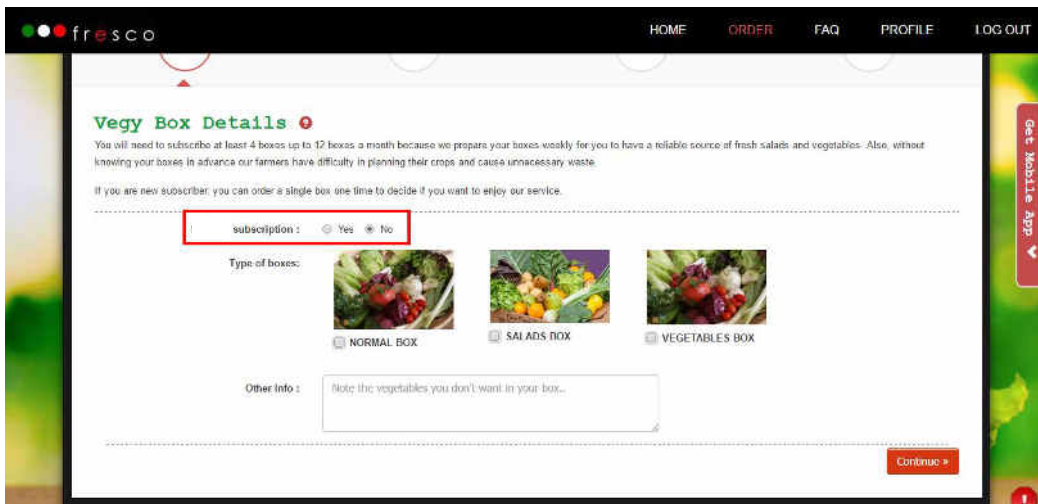 fresco
HOME ORDER FAQ PROFILE LOG OUT
Get Mobile App
Vegy Box Details
You will need to subscribe at least 4 boxes up to 12 boxes a month because we prepare your boxes weekly for you to have a reliable source of fresh salads and vegetables. Also, without
knowing your boxes in advance our farmers have difficulty in planning their crops and cause unnecessary waste.
If you are new subscriber, you can order a single box one time to decide if you want to enjoy our service.
subscription : Yes No
Type of boxes:
NORMAL BOX SALADS BOX VEGETABLES BOX
Other Info : Note the vegetables you don't want in your box..
Continue »